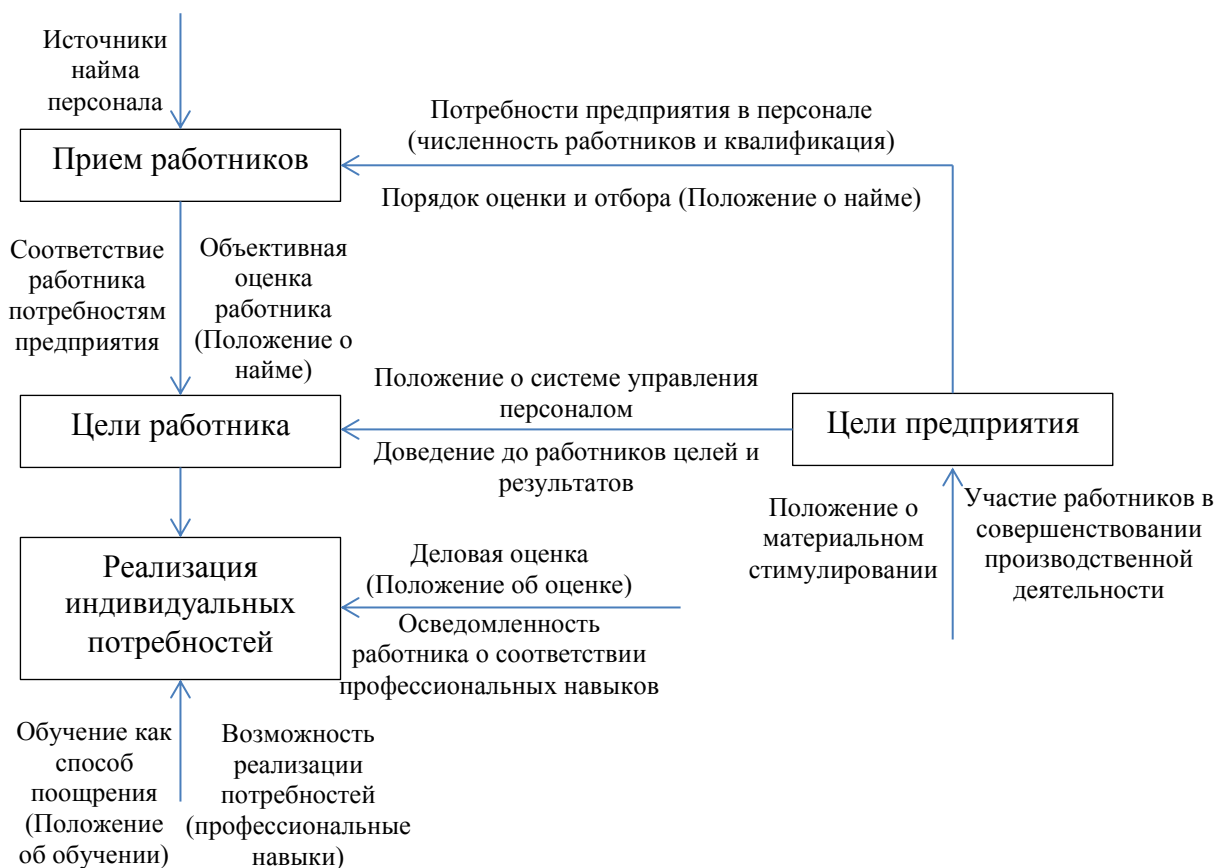 Источники
найма
персонала
Потребности предприятия в персонале
(численность работников и квалификация)
Прием работников
Порядок оценки и отбора (Положение о найме)
Соответствие
работника
потребностям
предприятия
Объективная
оценка
работника
(Положение о
найме)
Положение о системе управления
персоналом
Цели работника
Цели предприятия
Доведение до работников целей и
результатов
Положение о
материальном
стимулировании
Участие работников в
совершенствовании
производственной
деятельности
Реализация
индивидуальных
потребностей
Деловая оценка
(Положение об оценке)
Осведомленность
работника о соответствии
профессиональных навыков
Обучение как
способ
поощрения
(Положение
об обучении)
Возможность
реализации
потребностей
(профессиональные
навыки)